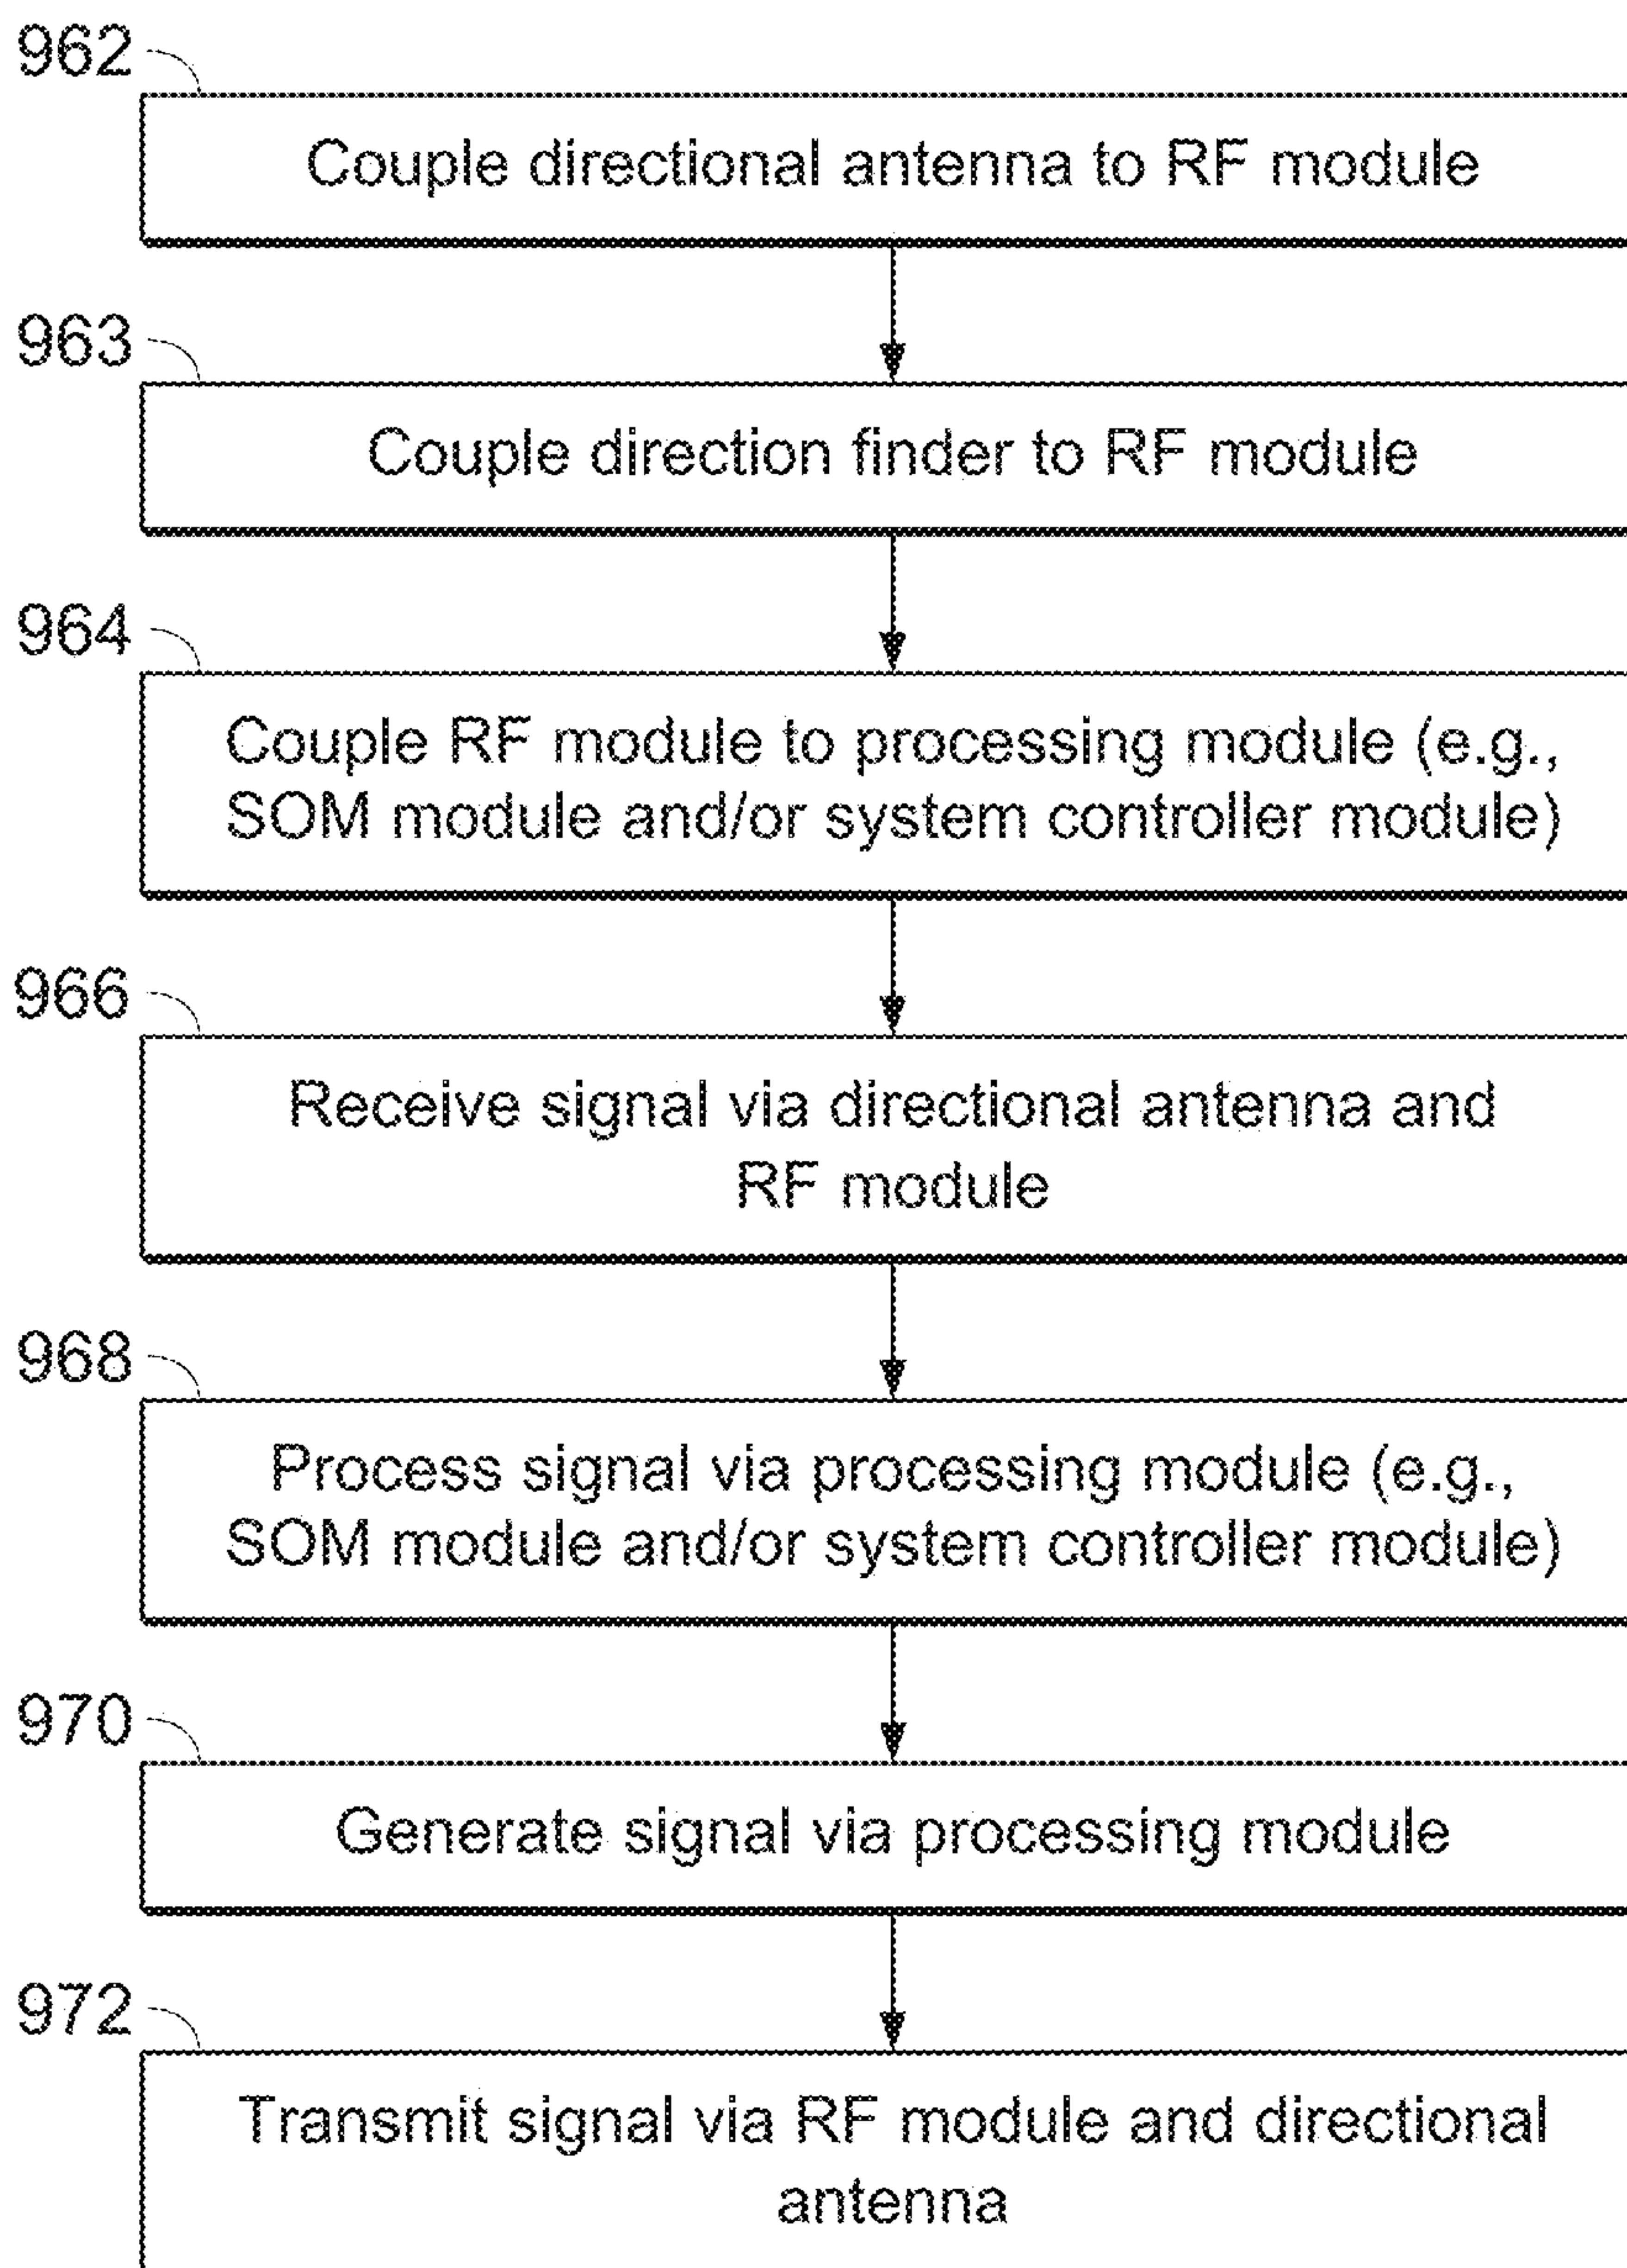 962
Couple directional antenna to RF module
963
Couple direction finder to RF module
964
Couple RF module to processing module (e.g.,
SOM module and/or system controller module)
966
Receive signal via directional antenna and
RF module
968
Process signal via processing module (e.g.,
SOM module and/or system controller module)
970
Generate signal via processing module
972
Transmit signal via RF module and directional
antenna